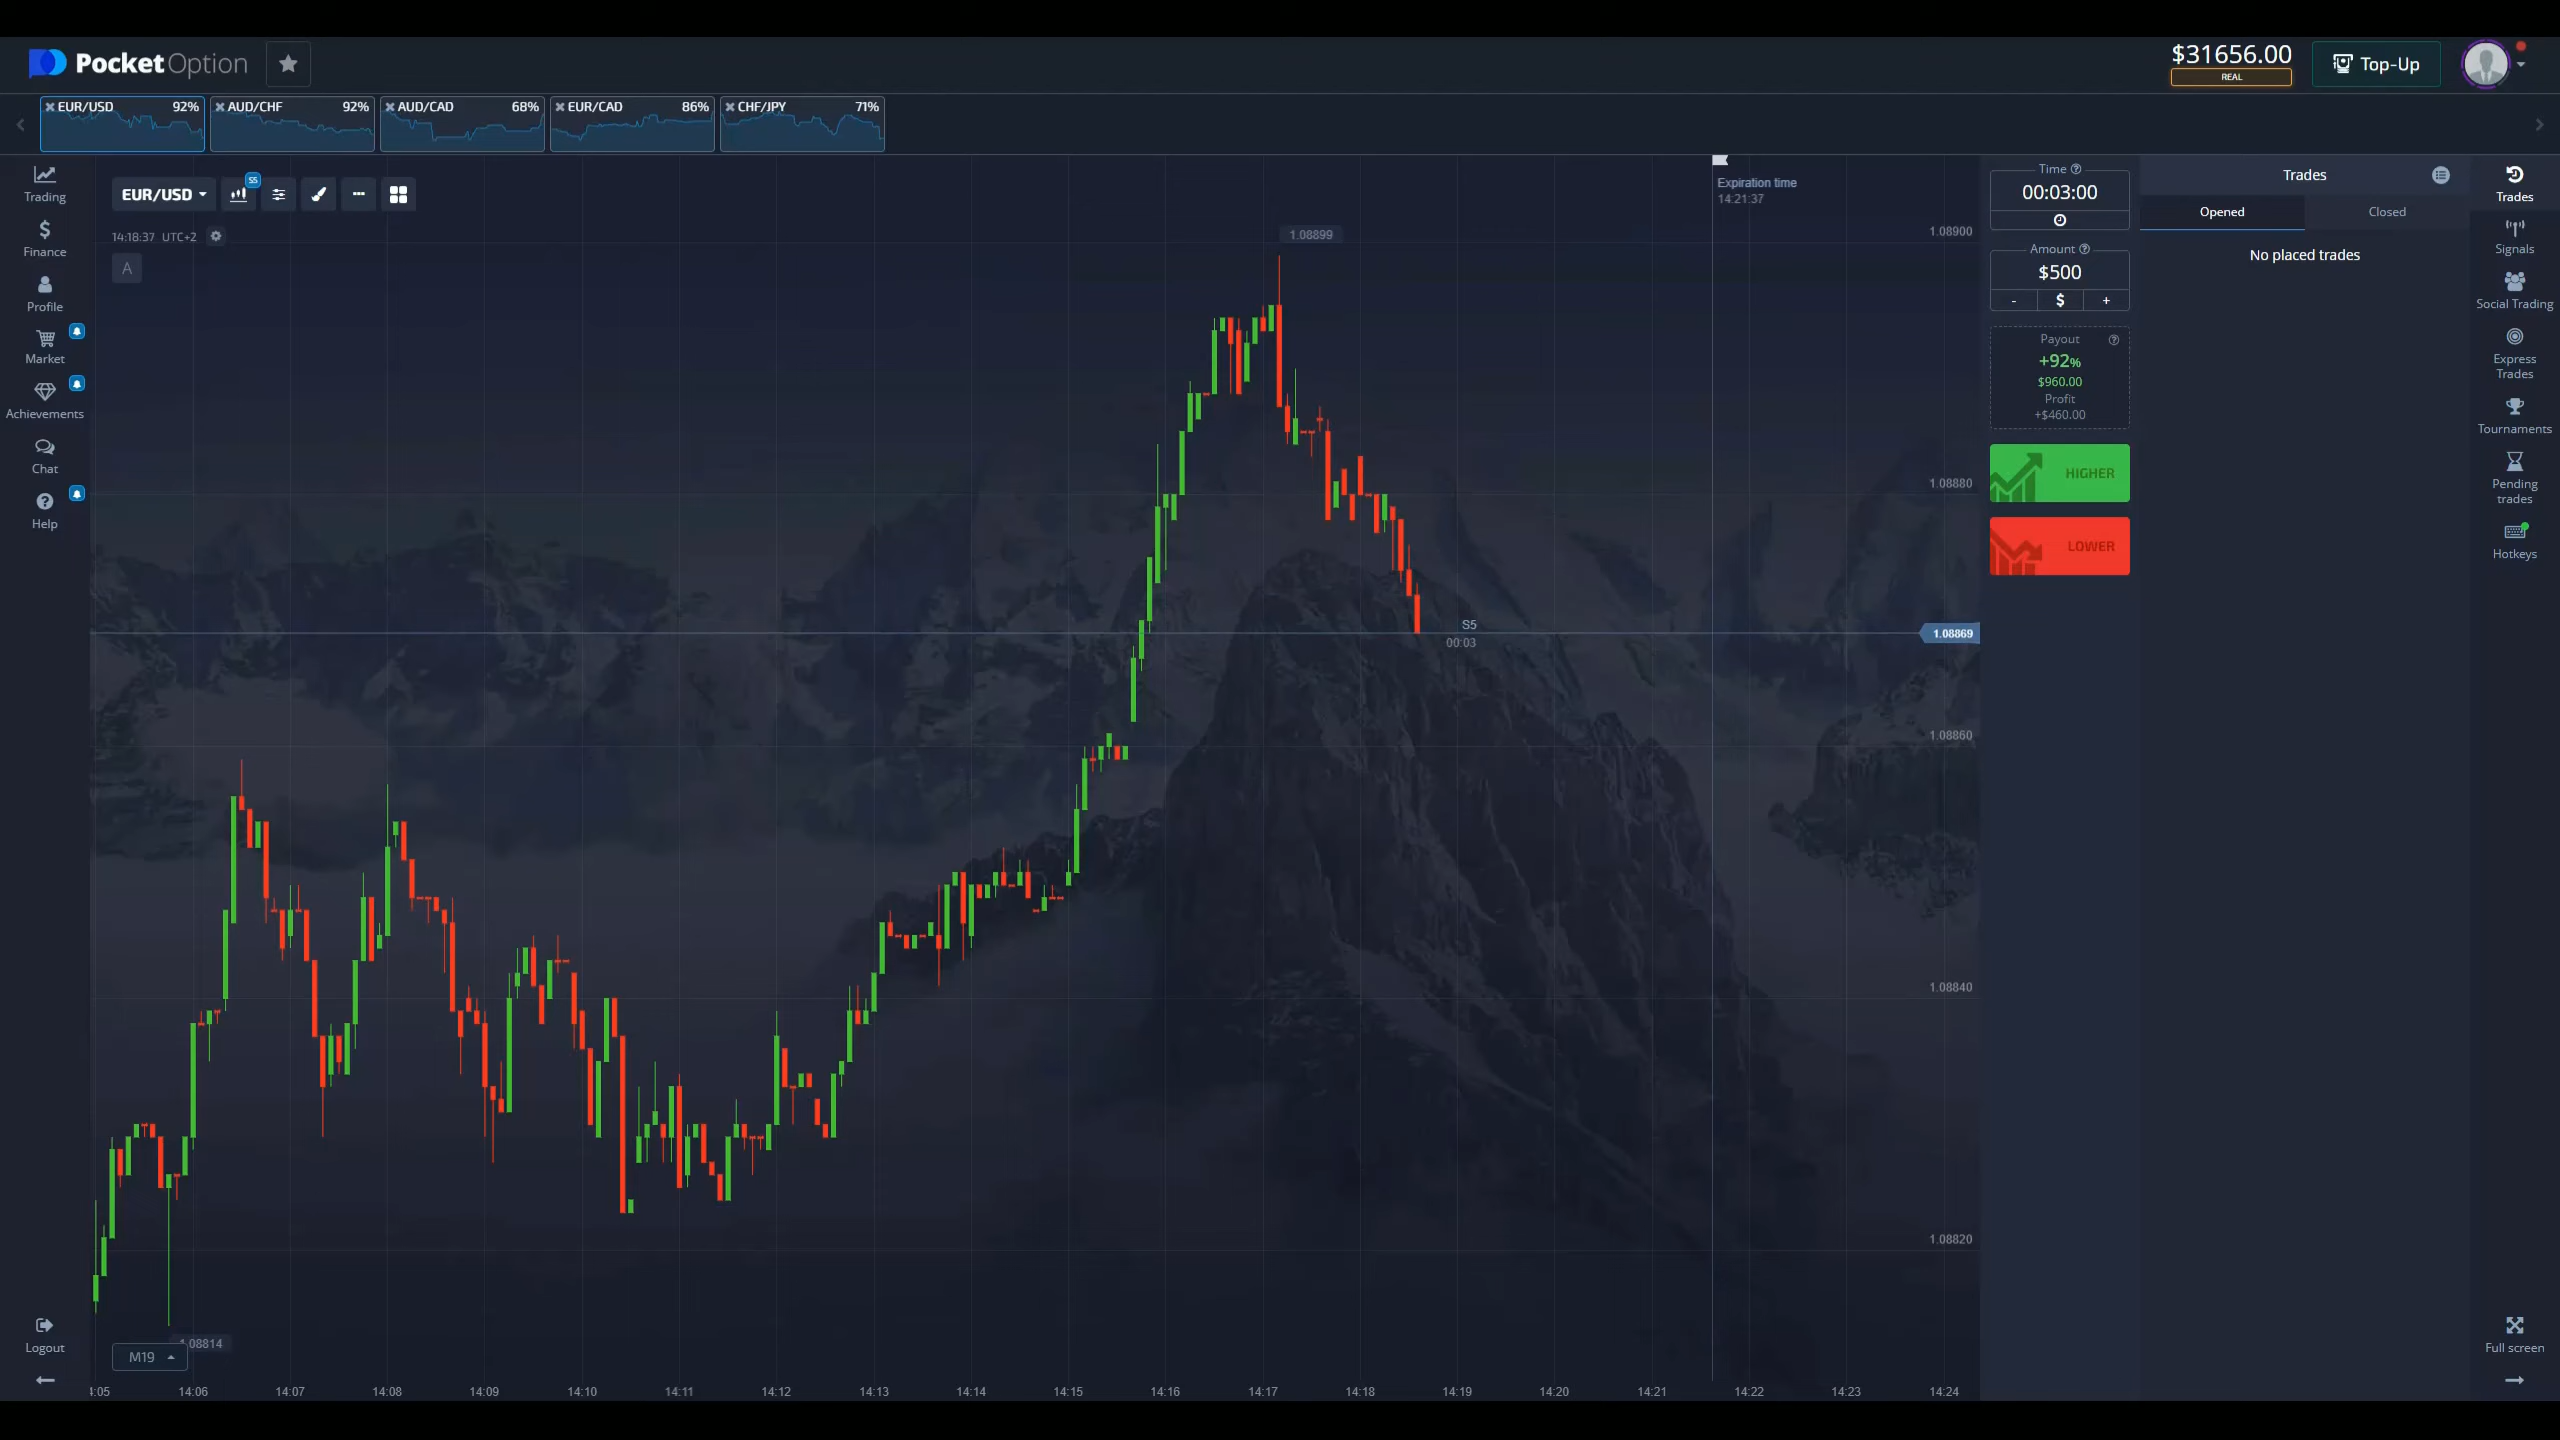 PocketOption
$31656.00
REAL
Top-Up
EUR/USD 92%
AUD/CHF 92%
AUD/CAD 68%
EUR/CAD 86%
CHF/JPY 71%
Trading
Finance
Profile
Market
Achievements
Chat
Help
Logout
EUR/USD
S5
14:18:37 UTC+2
A
Expiration time
14:21:37
1.08899
1.08900
1.08880
S5
00:03
1.08869
1.08860
1.08840
1.08820
1.08814
M19
14:06
14:07
14:08
14:09
14:10
14:11
14:12
14:13
14:14
14:15
14:16
14:17
14:18
14:19
14:20
14:21
14:22
14:23
14:24
Time
00:03:00
Amount
$500
- $ +
Payout
+92%
$960.00
Profit
+$460.00
HIGHER
LOWER
Trades
Opened
Closed
No placed trades
Trades
Signals
Social Trading
Express
Trades
Tournaments
Pending
trades
Hotkeys
Full screen